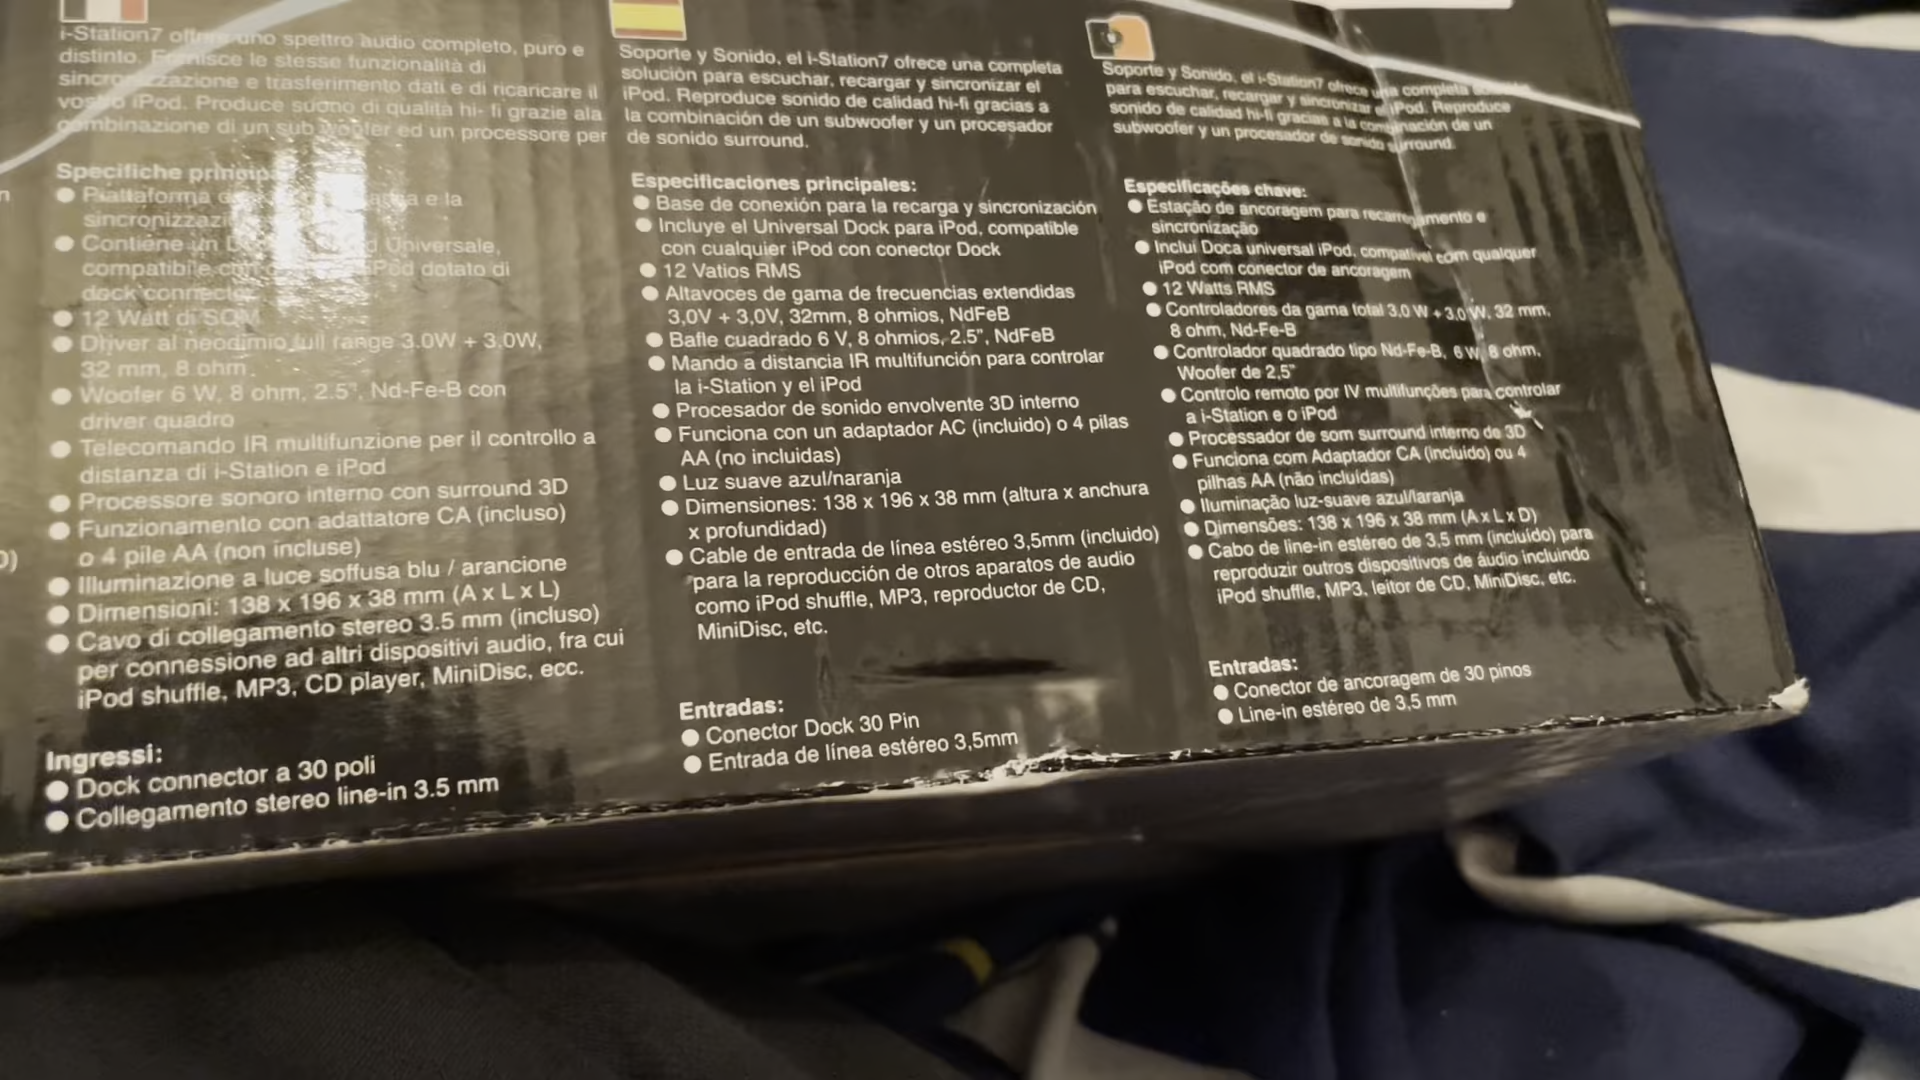 i-Station7 offre uno spettro audio completo, puro e
distinto. Fornisce le stesse funzionalità di
sincronizzazione e trasferimento dati e di ricaricare il
vostro iPod. Produce suono di qualità hi- fi grazie alla
combinazione di un sub woofer ed un processore per
Specifiche principali
Piattaforma e la
sincronizzazi
Contiene un Universale,
compatibile con iPod dotato di
dock connector
12 Watt di
Driver al neodimio full range 3.0W + 3.0W,
32 mm, 8 ohm.
Woofer 6 W, 8 ohm, 2.5", Nd-Fe-B con
driver quadro
Telecomando IR multifunzione per il controllo a
distanza di i-Station e iPod
Processore sonoro interno con surround 3D
Funzionamento con adattatore CA (incluso)
o 4 pile AA (non incluse)
Illuminazione a luce soffusa blu / arancione
Dimensioni: 138 x 196 x 38 mm (A x L x L)
Cavo di collegamento stereo 3.5 mm (incluso)
per connessione ad altri dispositivi audio, fra cui
iPod shuffle, MP3, CD player, MiniDisc, ecc.
Ingressi:
Dock connector a 30 poli
Collegamento stereo line-in 3.5 mm
Soporte y Sonido, el i-Station7 ofrece una completa
solución para escuchar, recargar y sincronizar el
iPod. Reproduce sonido de calidad hi-fi gracias a
la combinación de un subwoofer y un procesador
de sonido surround.
Especificaciones principales:
Base de conexión para la recarga y sincronización
Incluye el Universal Dock para iPod, compatible
con cualquier iPod con conector Dock
12 Vatios RMS
Altavoces de gama de frecuencias extendidas
3,0V + 3,0V, 32mm, 8 ohmios, NdFeB
Bafle cuadrado 6 V, 8 ohmios, 2.5", NdFeB
Mando a distancia IR multifunción para controlar
la i-Station y el iPod
Procesador de sonido envolvente 3D interno
Funciona con un adaptador AC (incluido) o 4 pilas
AA (no incluidas)
Luz suave azul/naranja
Dimensiones: 138 x 196 x 38 mm (altura x anchura
x profundidad)
Cable de entrada de línea estéreo 3,5mm (incluido)
para la reproducción de otros aparatos de audio
como iPod shuffle, MP3, reproductor de CD,
MiniDisc, etc.
Entradas:
Conector Dock 30 Pin
Entrada de línea estéreo 3,5mm
Soporte y Sonido, el i-Station7 ofrece una completa
para escuchar, recargar y sincronizar el iPod. Reproduce
sonido de calidad hi-fi gracias a la combinación de un
subwoofer y un procesador de sonido surround.
Especificações chave:
Estação de ancoragem para recarregamento e
sincronização
Inclui Doca universal iPod, compatível com qualquer
iPod com conector de ancoragem
12 Watts RMS
Controladores da gama total 3.0 W + 3.0 W, 32 mm,
8 ohm, Nd-Fe-B
Controlador quadrado tipo Nd-Fe-B, 6 W, 8 ohm,
Woofer de 2,5"
Controlo remoto por IV multifunções para controlar
a i-Station e o iPod
Processador de som surround interno de 3D
Funciona com Adaptador CA (incluído) ou 4
pilhas AA (não incluídas)
Iluminação luz-suave azul/laranja
Dimensões: 138 x 196 x 38 mm (A x L x D)
Cabo de line-in estéreo de 3,5 mm (incluído) para
reproduzir outros dispositivos de áudio incluindo
iPod shuffle, MP3, leitor de CD, MiniDisc, etc.
Entradas:
Conector de ancoragem de 30 pinos
Line-in estéreo de 3,5 mm